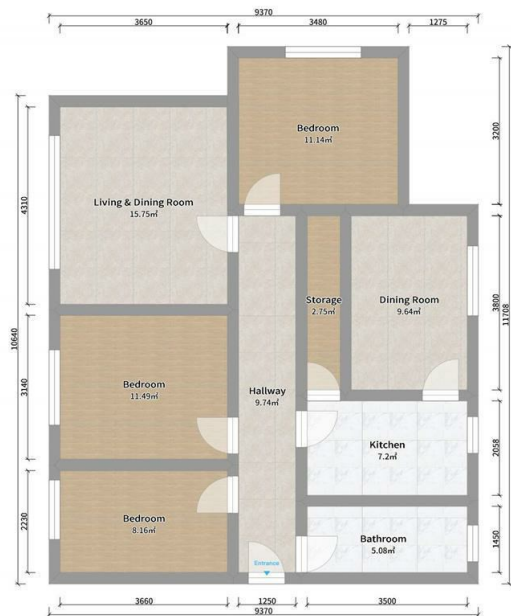 9370
3650
3480
1275
Bedroom
11.14㎡
3200
Living & Dining Room
15.75㎡
4310
Storage
2.75㎡
Dining Room
9.64㎡
3800
11708
10640
Bedroom
11.49㎡
3140
Hallway
9.74㎡
Kitchen
7.2㎡
2058
Bedroom
8.16㎡
2230
Bathroom
5.08㎡
1450
Entrance
3660
1250
3500
9370